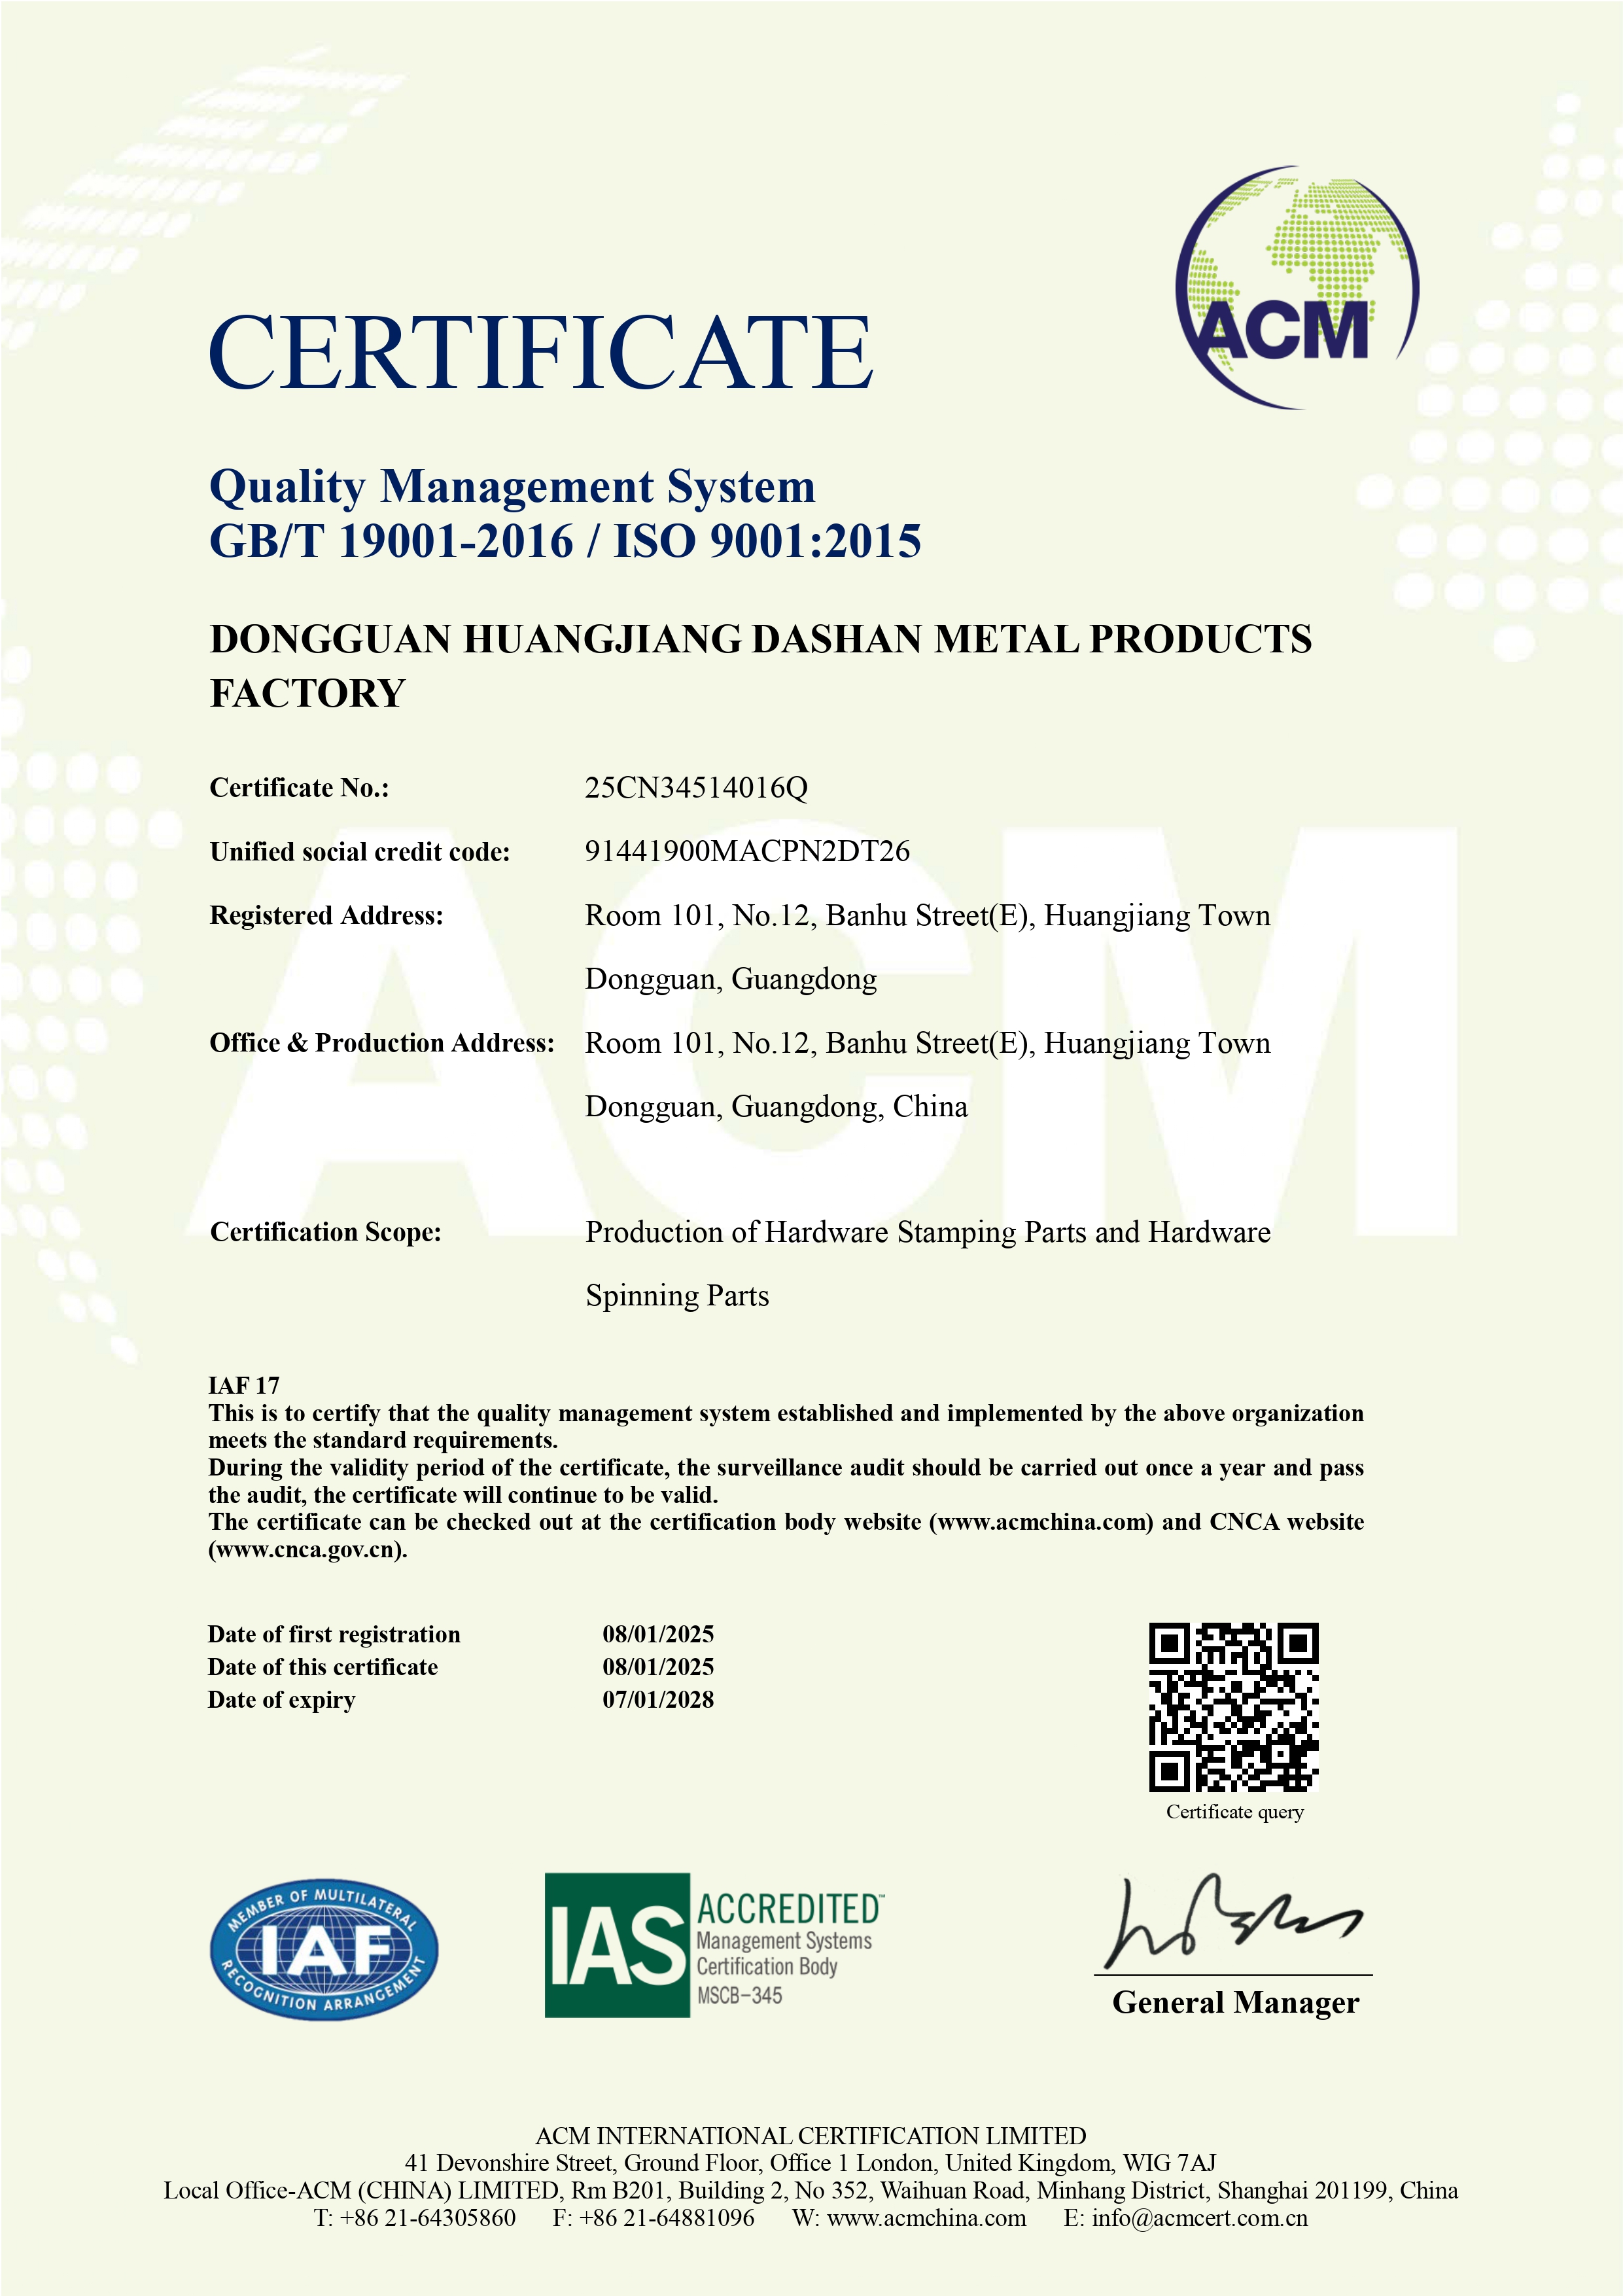 ACM
CERTIFICATE
Quality Management System
GB/T 19001-2016 / ISO 9001:2015
DONGGUAN HUANGJIANG DASHAN METAL PRODUCTS
FACTORY
Certificate No.: 25CN34514016Q
Unified social credit code: 91441900MACPN2DT26
Registered Address: Room 101, No.12, Banhu Street(E), Huangjiang Town
Dongguan, Guangdong
Office & Production Address: Room 101, No.12, Banhu Street(E), Huangjiang Town
Dongguan, Guangdong, China
ACM
Certification Scope: Production of Hardware Stamping Parts and Hardware
Spinning Parts
IAF 17
This is to certify that the quality management system established and implemented by the above organization
meets the standard requirements.
During the validity period of the certificate, the surveillance audit should be carried out once a year and pass
the audit, the certificate will continue to be valid.
The certificate can be checked out at the certification body website (www.acmchina.com) and CNCA website
(www.cnca.gov.cn).
Date of first registration 08/01/2025
Date of this certificate 08/01/2025
Date of expiry 07/01/2028
Certificate query
MEMBER OF MULTILATERAL
IAF
RECOGNITION ARRANGEMENT
IAS
ACCREDITED™
Management Systems
Certification Body
MSCB-345
General Manager
ACM INTERNATIONAL CERTIFICATION LIMITED
41 Devonshire Street, Ground Floor, Office 1 London, United Kingdom, WIG 7AJ
Local Office-ACM (CHINA) LIMITED, Rm B201, Building 2, No 352, Waihuan Road, Minhang District, Shanghai 201199, China
T: +86 21-64305860 F: +86 21-64881096 W: www.acmchina.com E: info@acmcert.com.cn